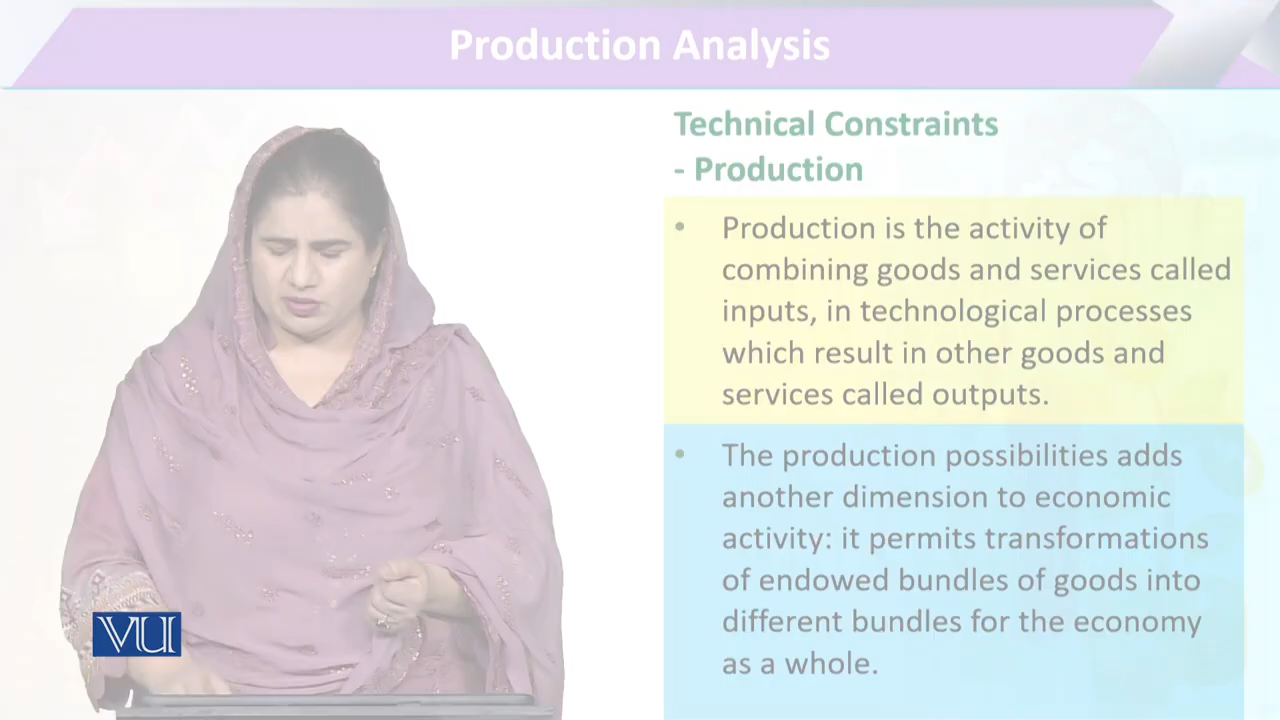 Production Analysis
Technical Constraints
- Production
• Production is the activity of
combining goods and services called
inputs, in technological processes
which result in other goods and
services called outputs.
• The production possibilities adds
another dimension to economic
activity: it permits transformations
of endowed bundles of goods into
different bundles for the economy
as a whole.
VU